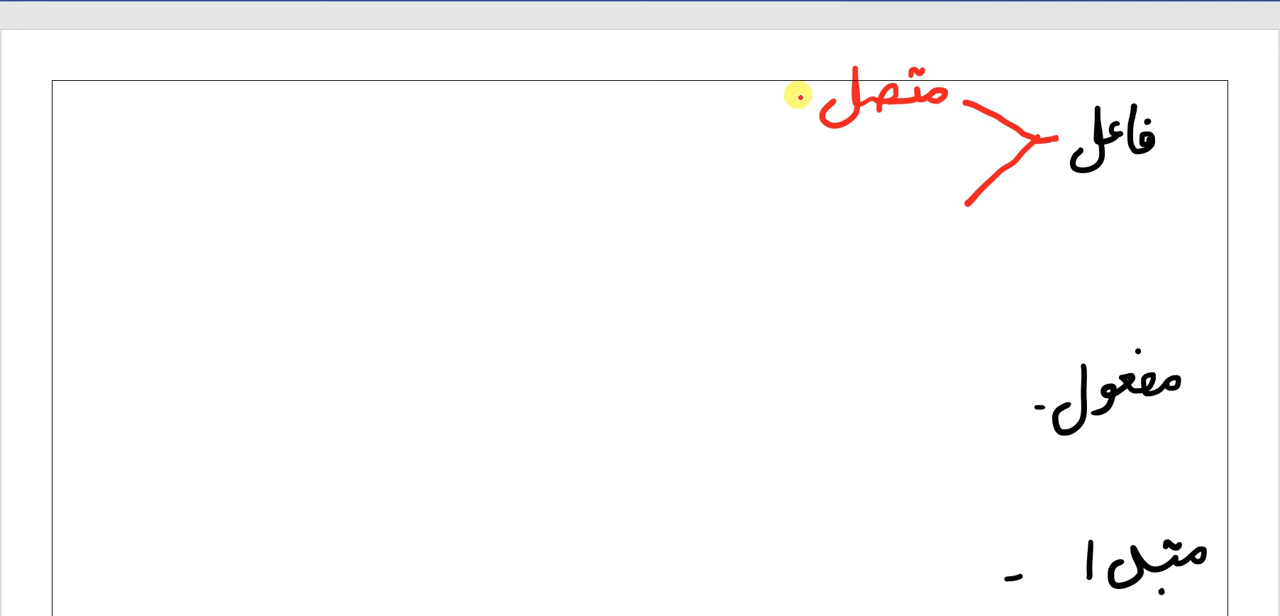 فاعل
متصل
مفعول -
مبتدا -